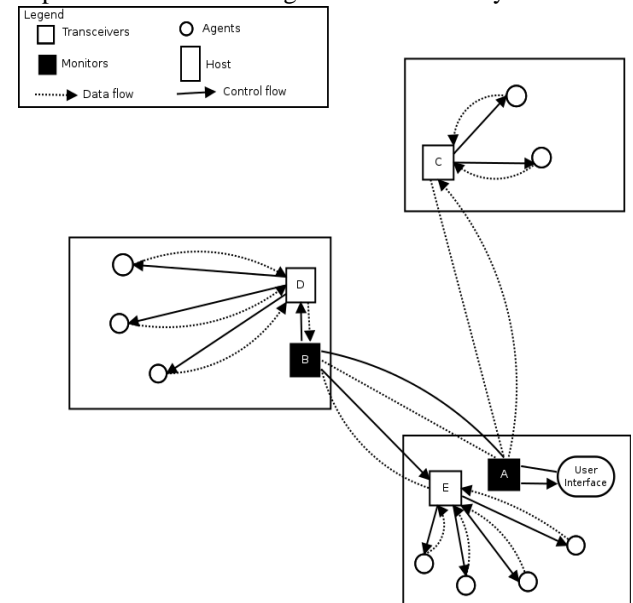 Legend
Transceivers
Agents
Monitors
Host
Data flow
Control flow
C
D
B
A
User
Interface
E